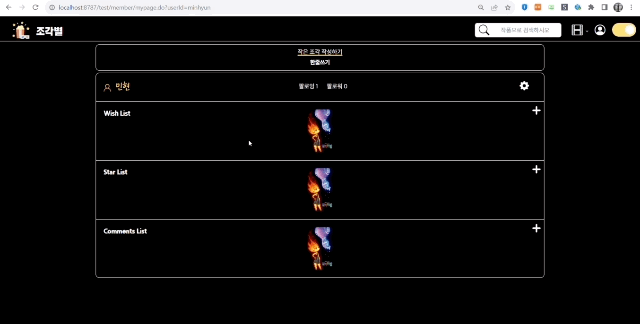 localhost:8787/test/member/mypage.do?userId=minhyun
조각별
작품으로 검색하시오
작은 조각 작성하기
한줄쓰기
민현
팔로잉 1 팔로워 0
Wish List
Star List
Comments List